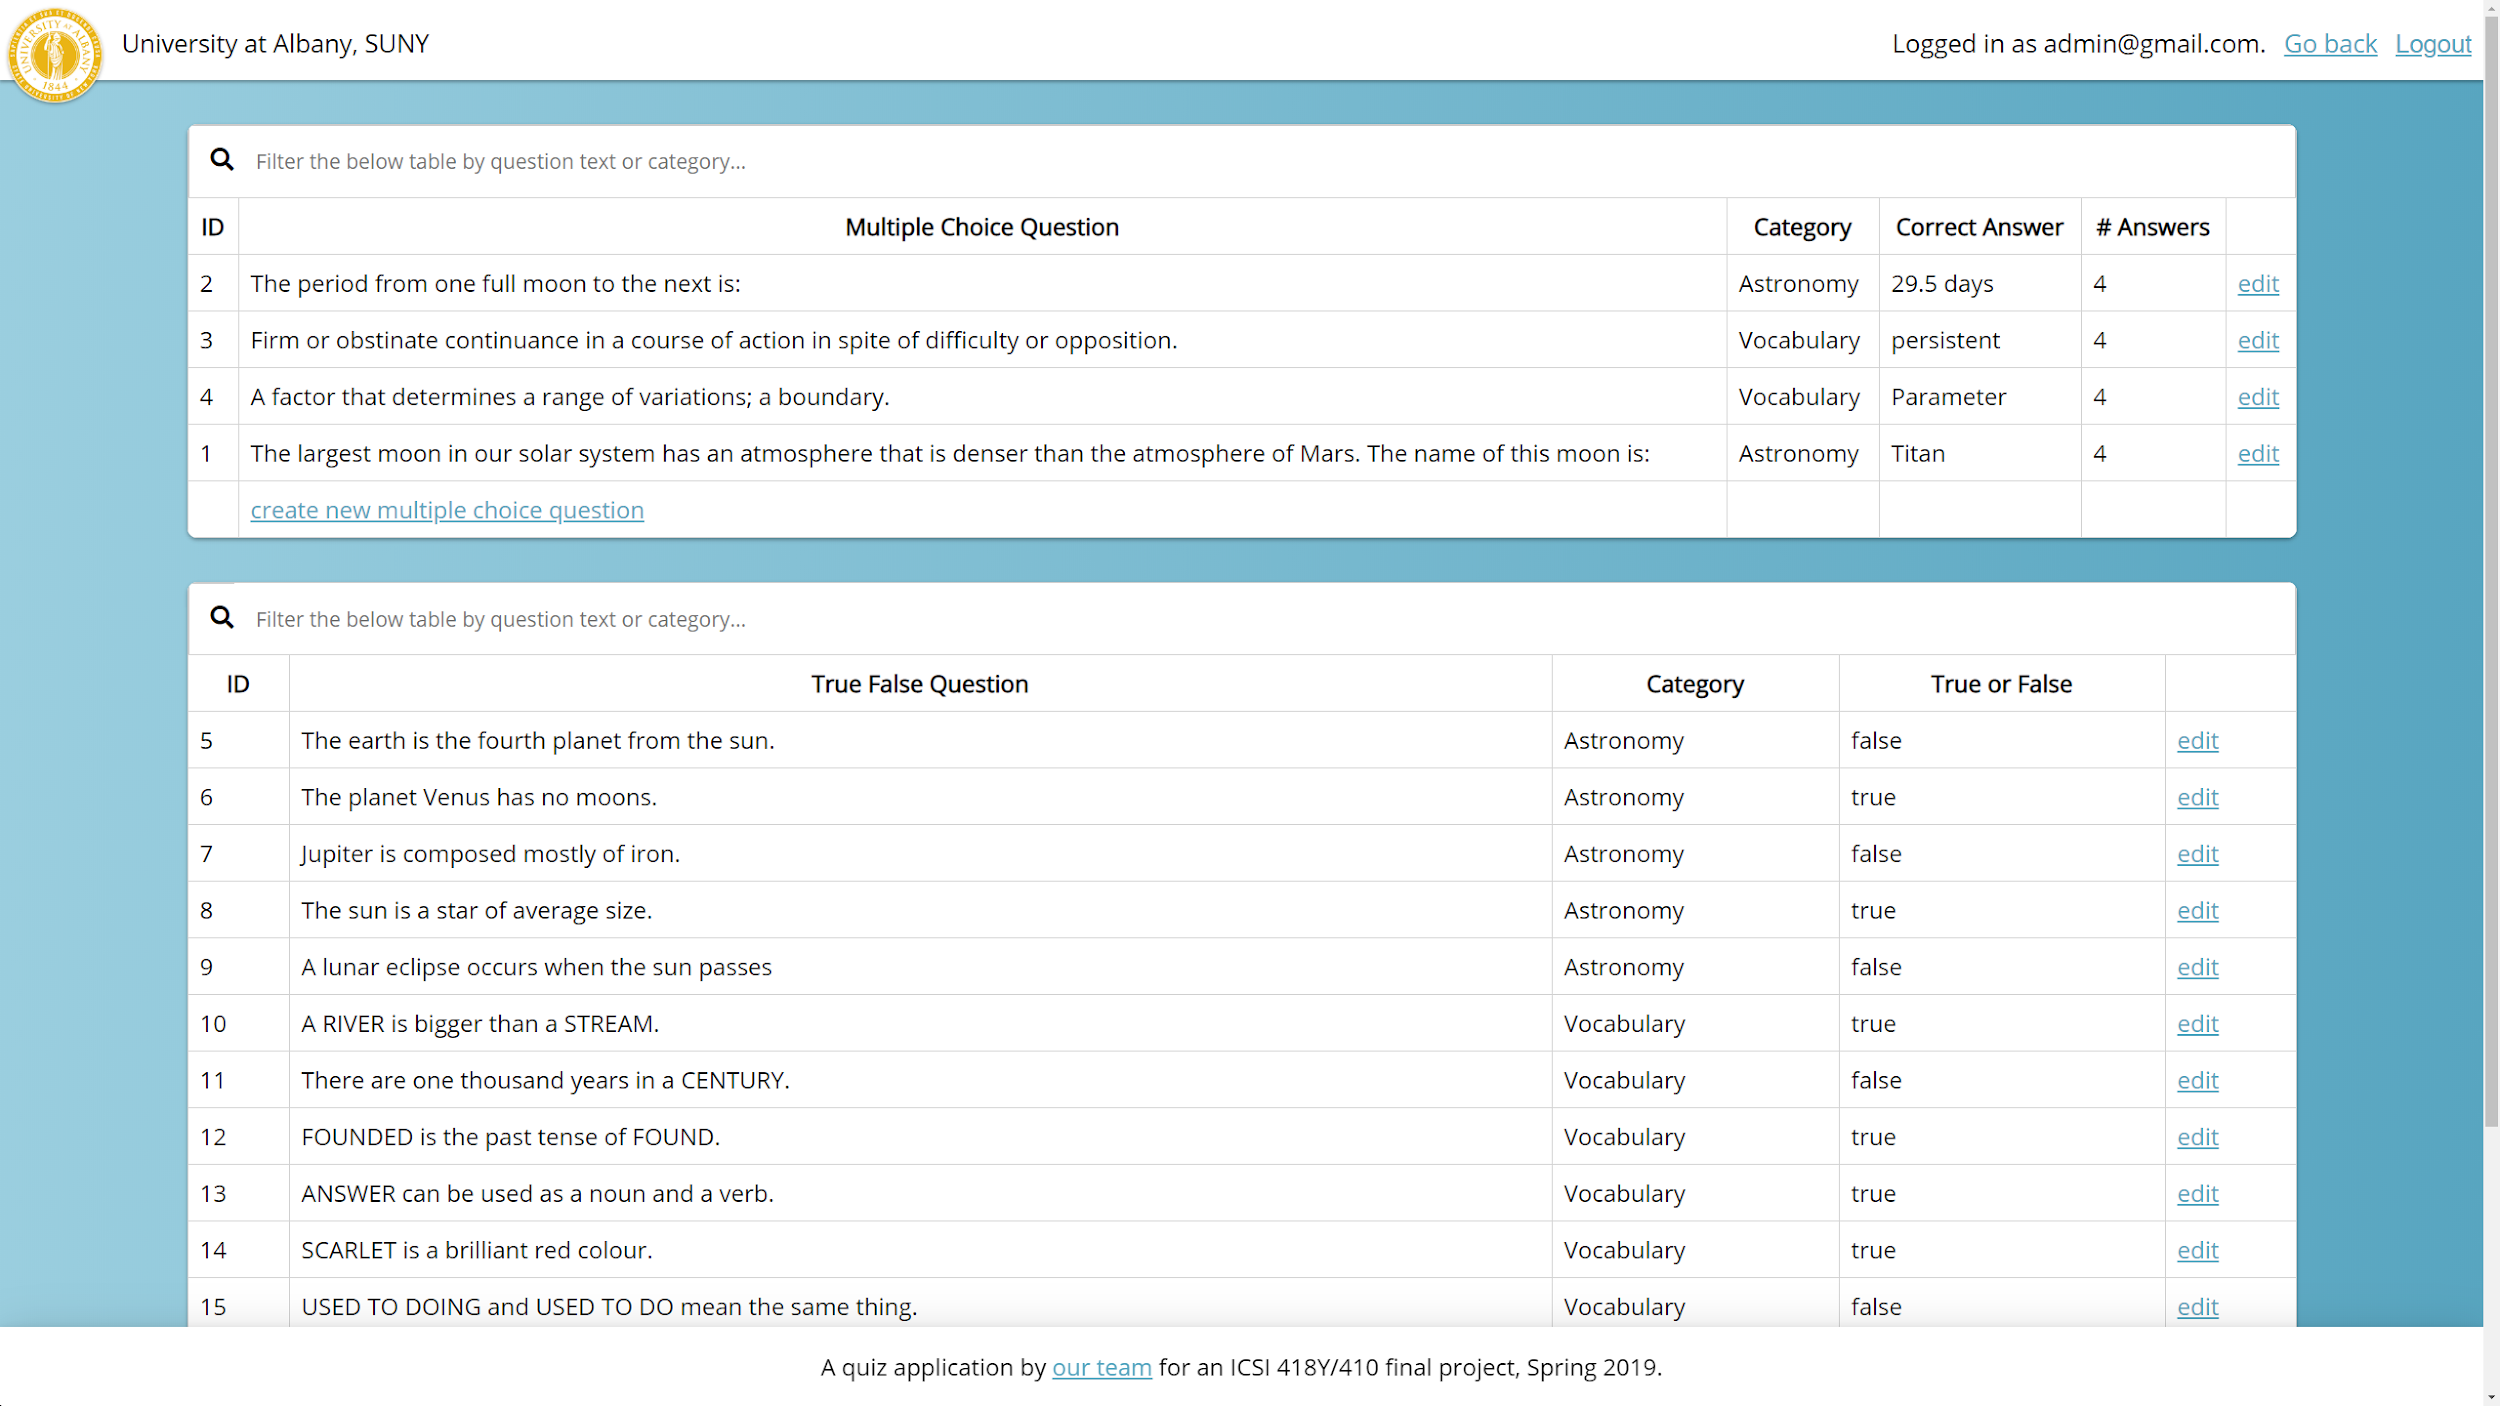 University at Albany, SUNY
Logged in as admin@gmail.com. Go back Logout
UNIVERSITY AT ALBANY
1844
Filter the below table by question text or category...
ID Multiple Choice Question Category Correct Answer # Answers
2 The period from one full moon to the next is: Astronomy 29.5 days 4 edit
3 Firm or obstinate continuance in a course of action in spite of difficulty or opposition. Vocabulary persistent 4 edit
4 A factor that determines a range of variations; a boundary. Vocabulary Parameter 4 edit
1 The largest moon in our solar system has an atmosphere that is denser than the atmosphere of Mars. The name of this moon is: Astronomy Titan 4 edit
create new multiple choice question
Filter the below table by question text or category...
ID True False Question Category True or False
5 The earth is the fourth planet from the sun. Astronomy false edit
6 The planet Venus has no moons. Astronomy true edit
7 Jupiter is composed mostly of iron. Astronomy false edit
8 The sun is a star of average size. Astronomy true edit
9 A lunar eclipse occurs when the sun passes Astronomy false edit
10 A RIVER is bigger than a STREAM. Vocabulary true edit
11 There are one thousand years in a CENTURY. Vocabulary false edit
12 FOUNDED is the past tense of FOUND. Vocabulary true edit
13 ANSWER can be used as a noun and a verb. Vocabulary true edit
14 SCARLET is a brilliant red colour. Vocabulary true edit
15 USED TO DOING and USED TO DO mean the same thing. Vocabulary false edit
A quiz application by our team for an ICSI 418Y/410 final project, Spring 2019.